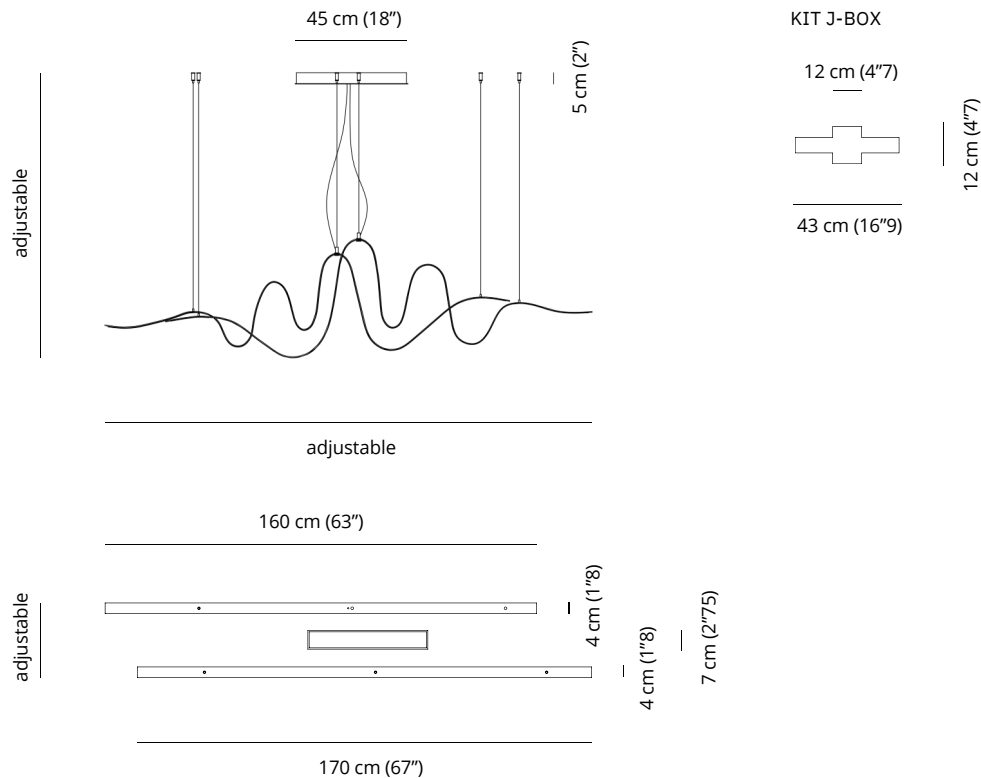 45 cm (18”)
5 cm (2”)
adjustable
adjustable
KIT J-BOX
12 cm (4”7)
12 cm (4”7)
43 cm (16”9)
160 cm (63”)
adjustable
4 cm (1”8)
4 cm (1”8)
7 cm (2”75)
170 cm (67”)